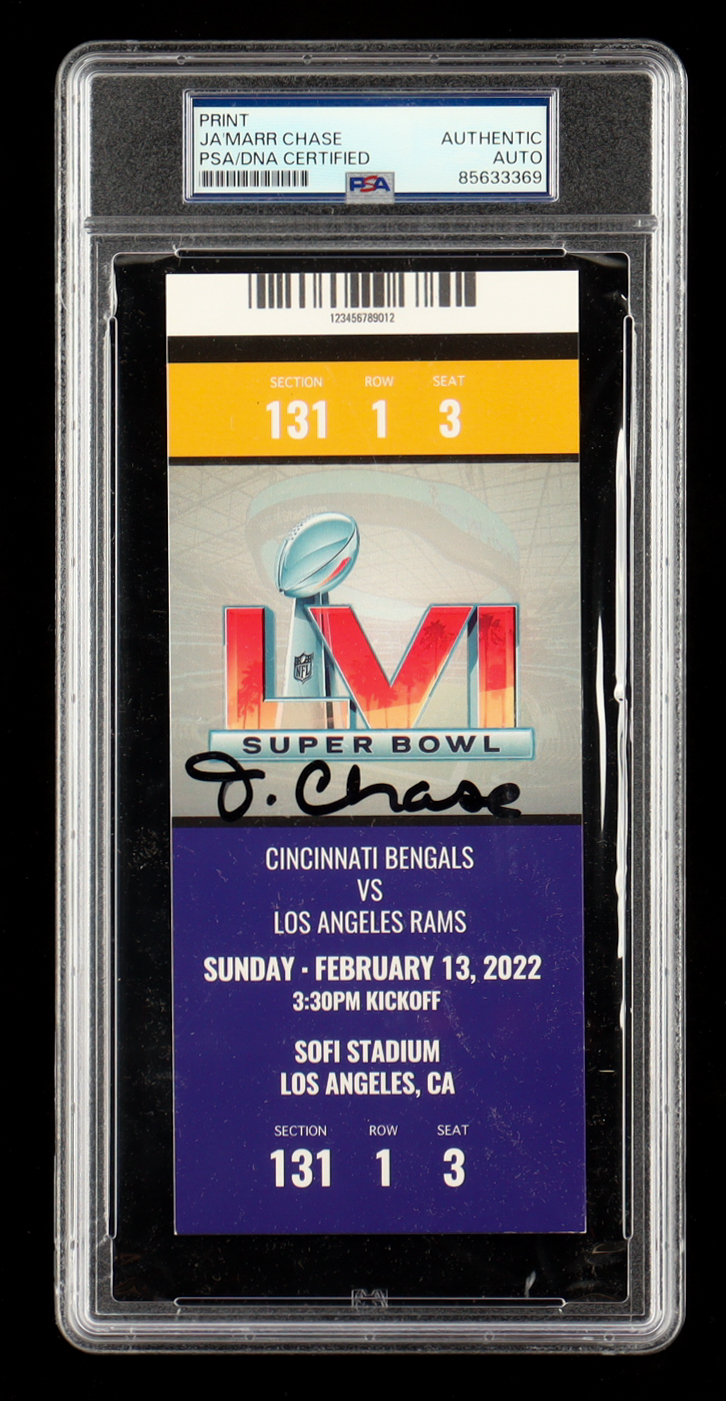 PRINT
JA'MARR CHASE AUTHENTIC
PSA/DNA CERTIFIED AUTO
85633369
PSA
123456789012
SECTION ROW SEAT
131 1 3
NFL
LVI
SUPER BOWL
J. Chase
CINCINNATI BENGALS
VS
LOS ANGELES RAMS
SUNDAY · FEBRUARY 13, 2022
3:30PM KICKOFF
SOFI STADIUM
LOS ANGELES, CA
SECTION ROW SEAT
131 1 3